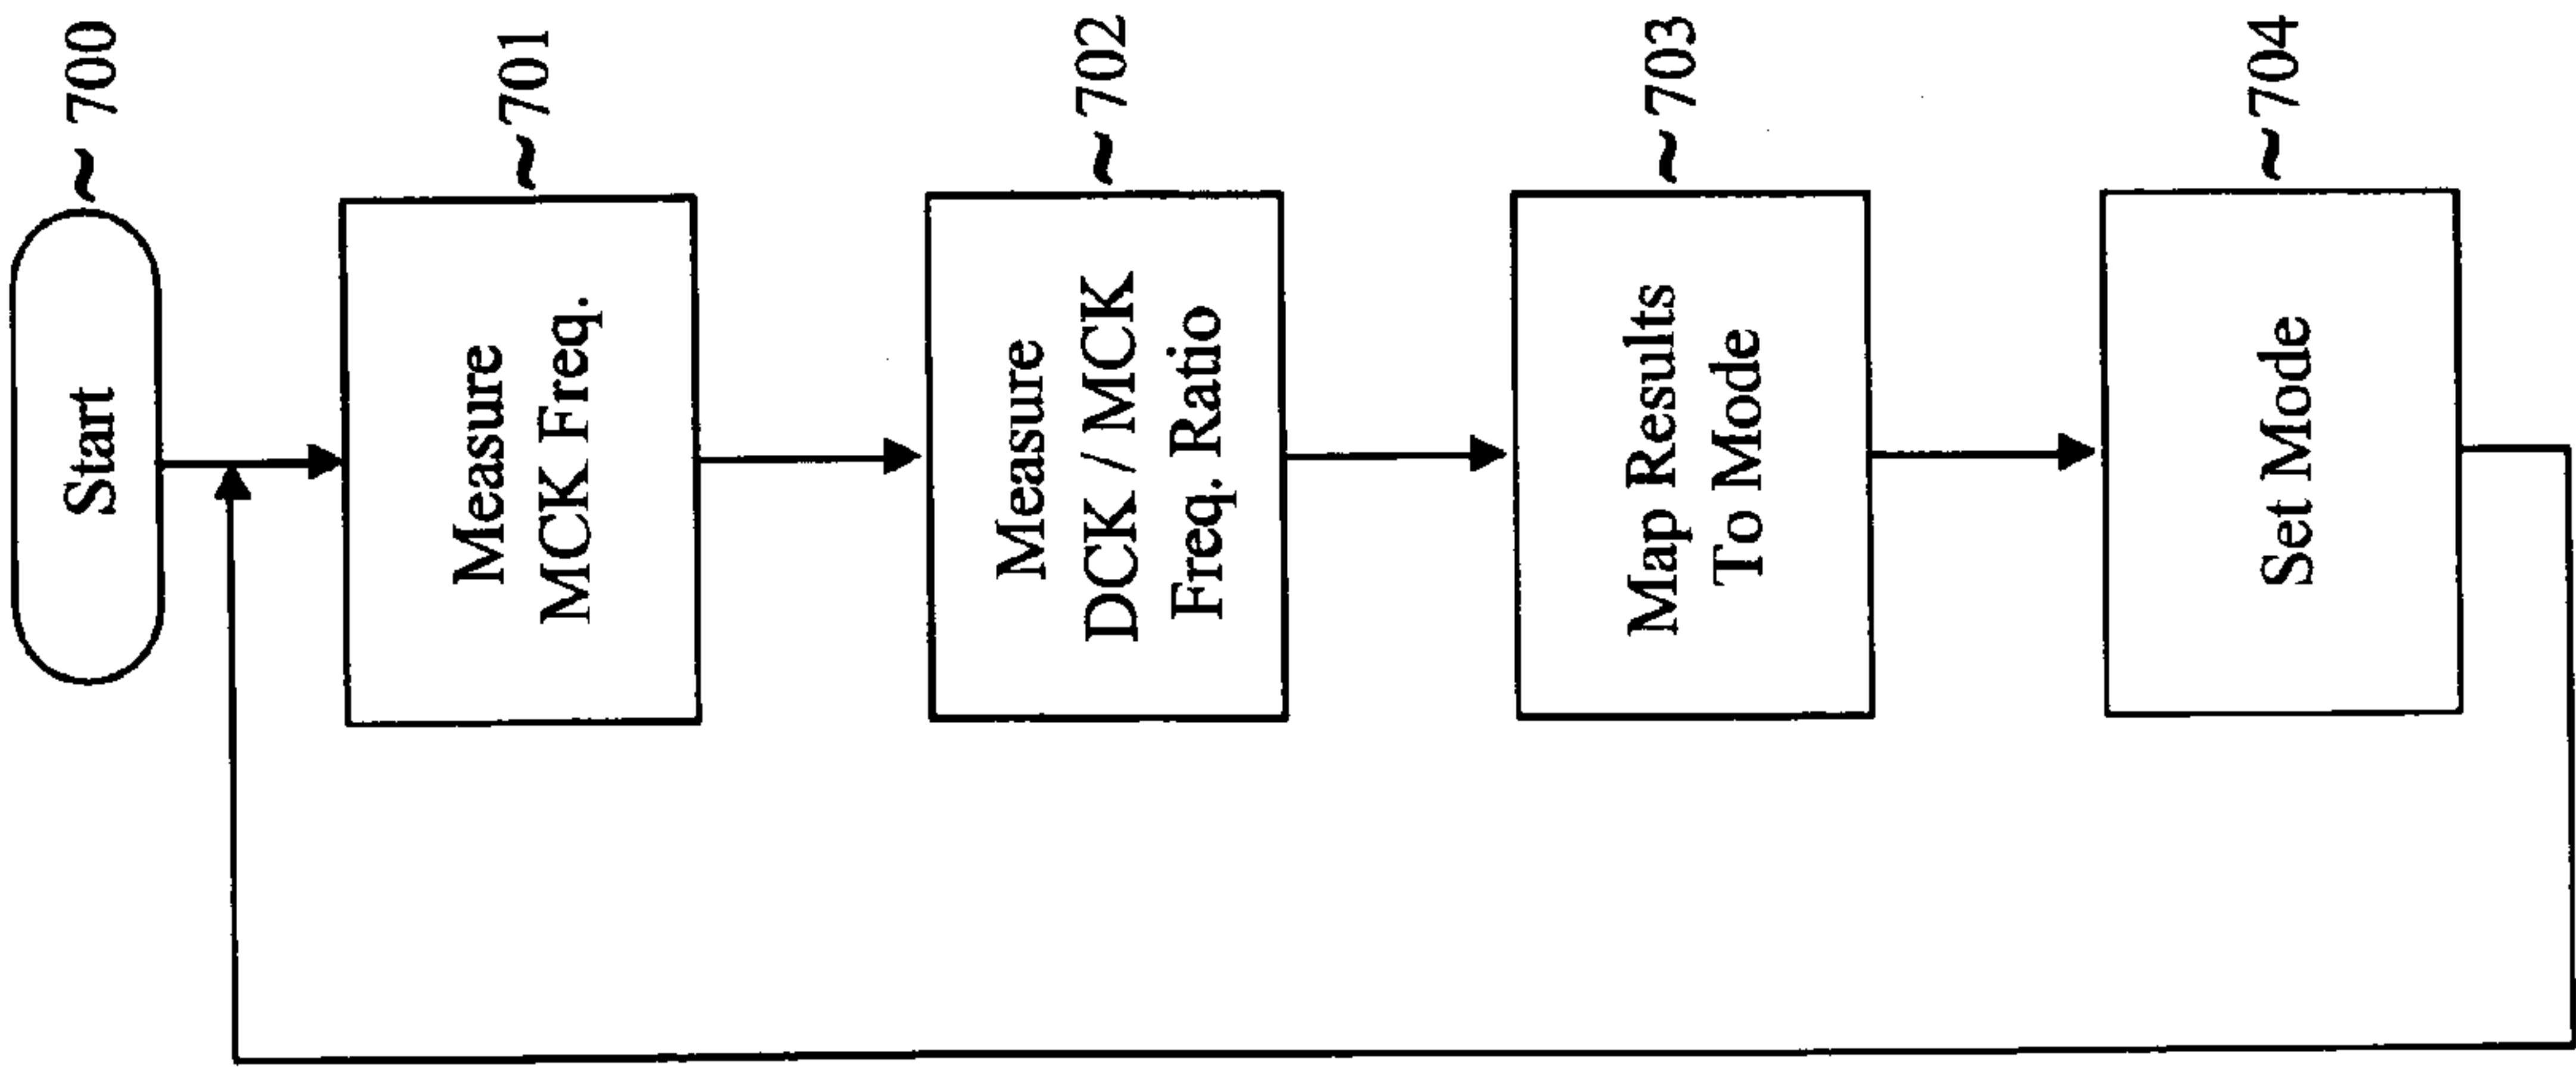 Start
~ 700
Measure
MCK Freq.
~701
Measure
DCK / MCK
Freq. Ratio
~ 702
Map Results
To Mode
~703
Set Mode
~704